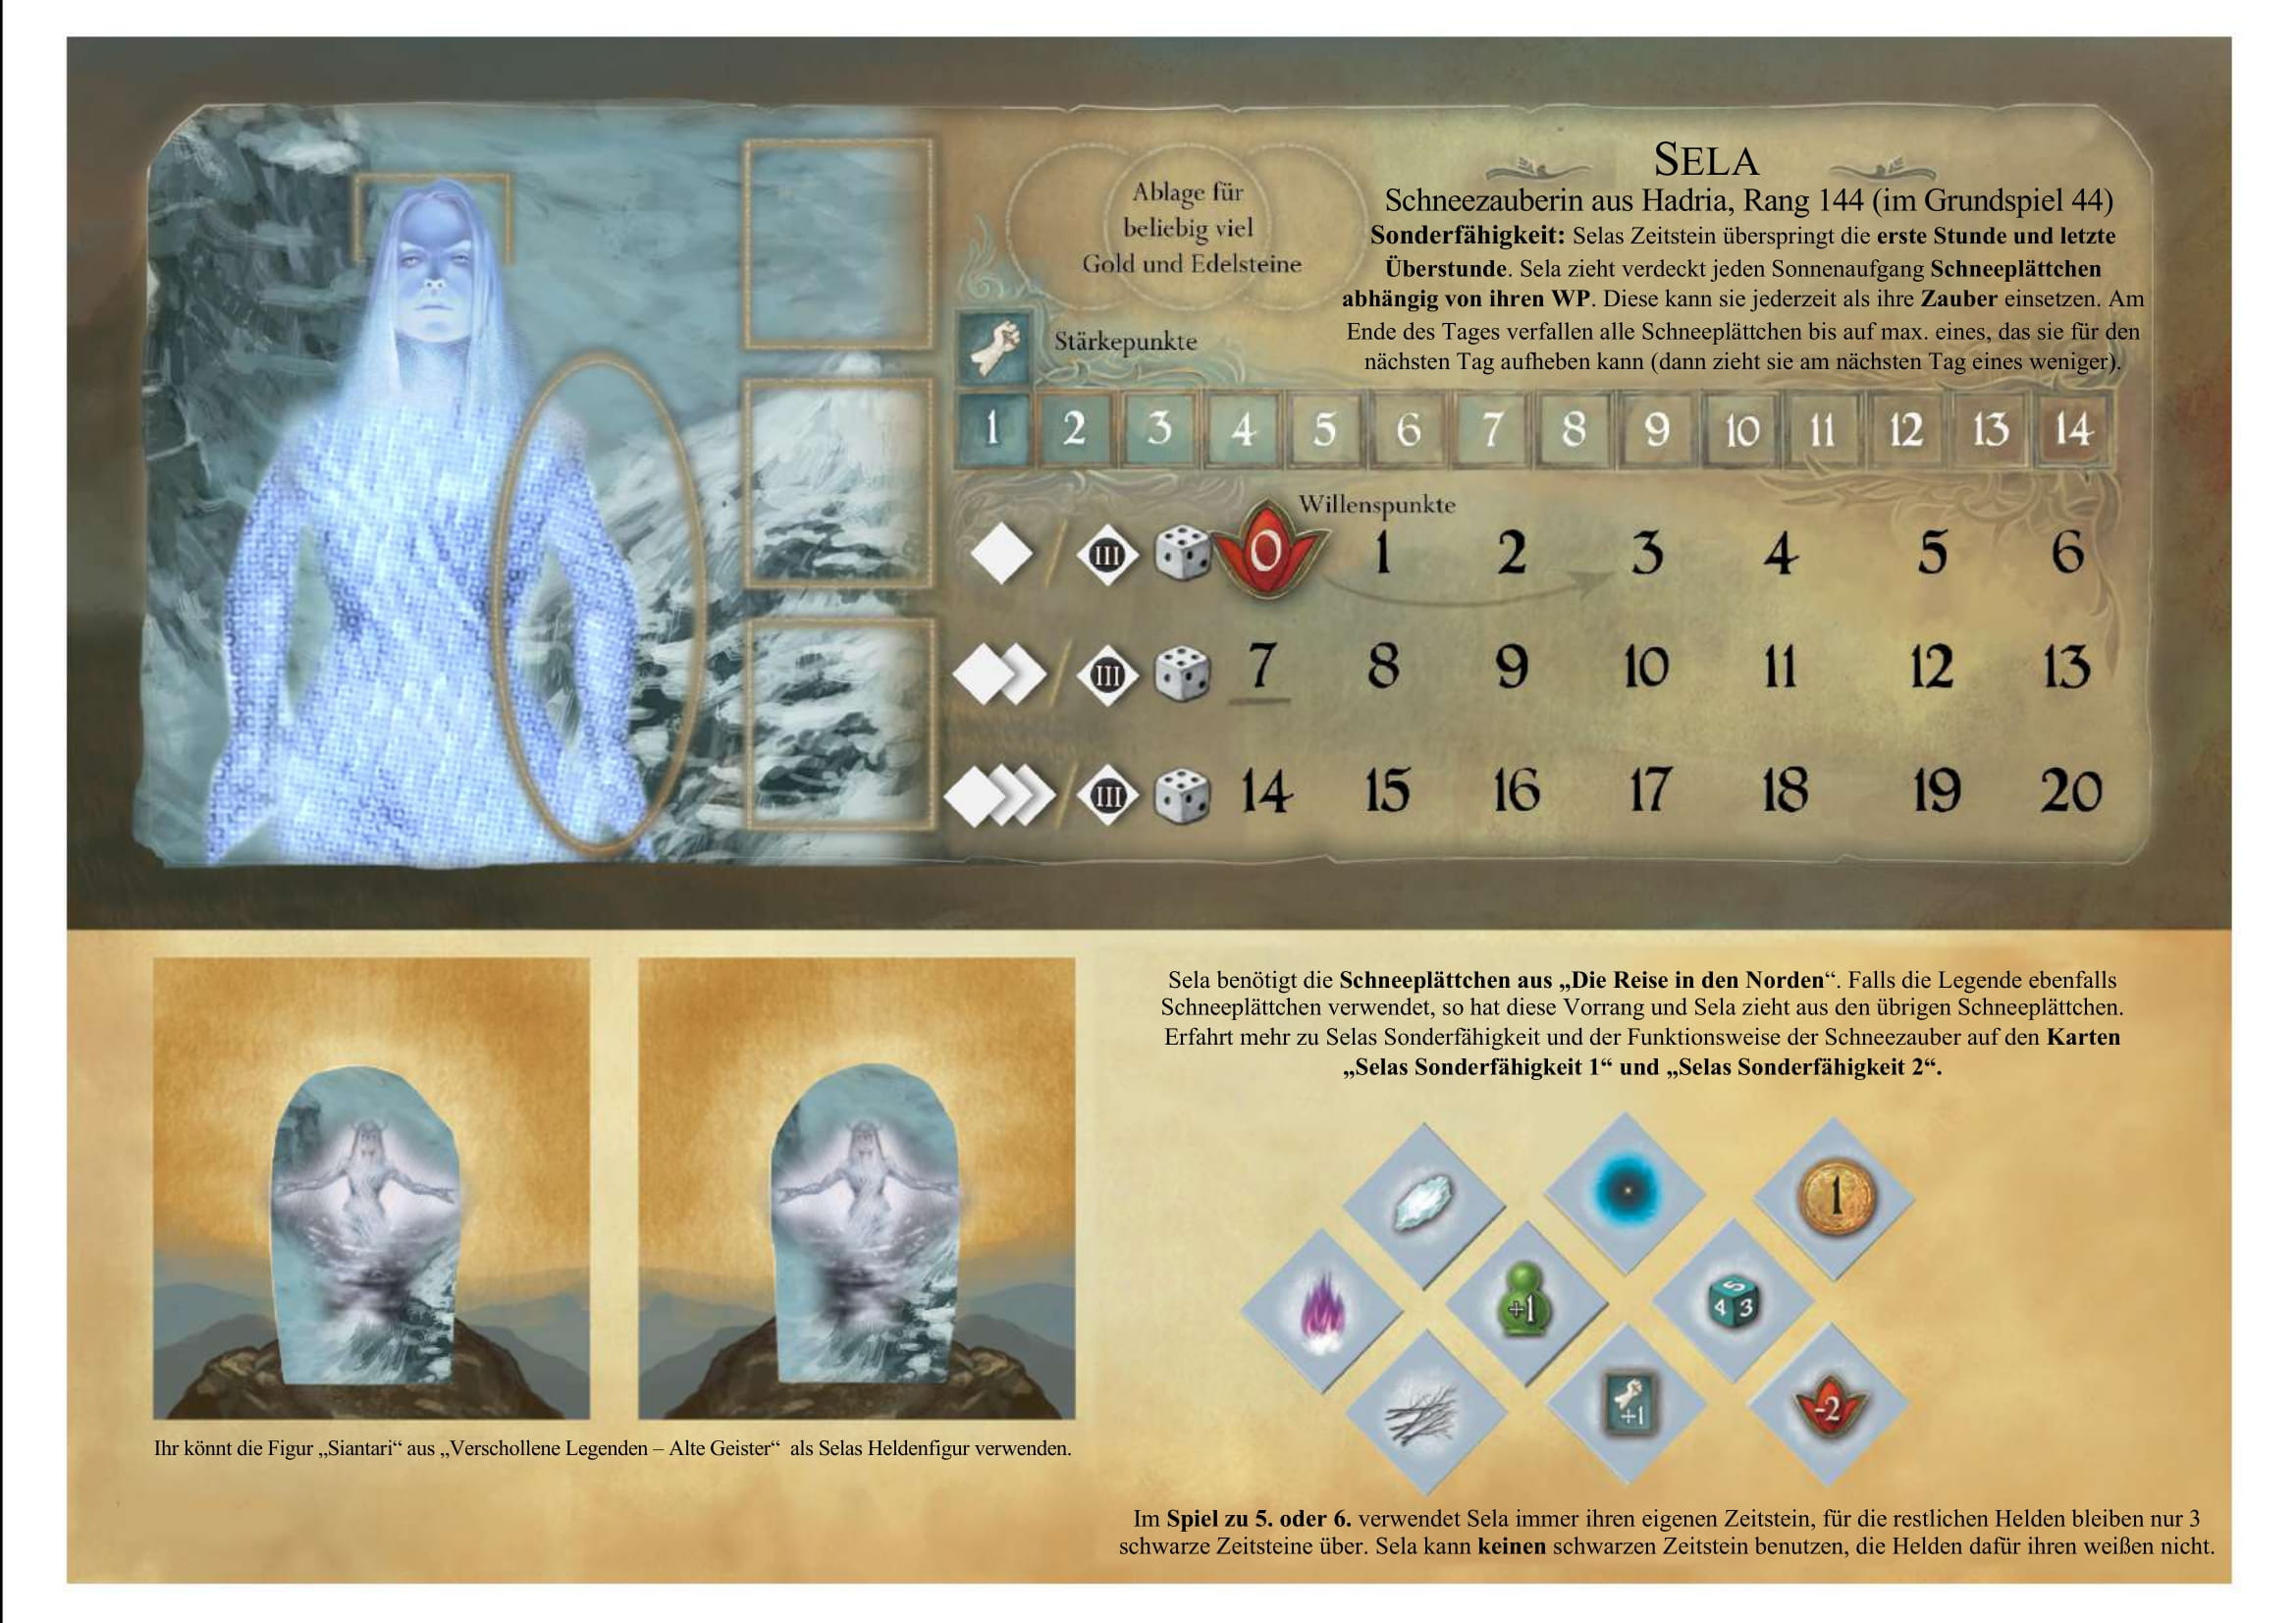 SELA
Schneezauberin aus Hadria, Rang 144 (im Grundspiel 44)
Sonderfähigkeit: Selas Zeitstein überspringt die erste Stunde und letzte
Überstunde. Sela zieht verdeckt jeden Sonnenaufgang Schneeplättchen
abhängig von ihren WP. Diese kann sie jederzeit als ihre Zauber einsetzen. Am
Ende des Tages verfallen alle Schneeplättchen bis auf max. eines, das sie für den
nächsten Tag aufheben kann (dann zieht sie am nächsten Tag eines weniger).
Ablage für
beliebig viel
Gold und Edelsteine
Stärkepunkte
1 2 3 4 5 6 7 8 9 10 11 12 13 14
Willenspunkte
III 0 1 2 3 4 5 6
III 7 8 9 10 11 12 13
III 14 15 16 17 18 19 20
Ihr könnt die Figur „Siantari“ aus „Verschollene Legenden – Alte Geister“ als Selas Heldenfigur verwenden.
Sela benötigt die Schneeplättchen aus „Die Reise in den Norden“. Falls die Legende ebenfalls
Schneeplättchen verwendet, so hat diese Vorrang und Sela zieht aus den übrigen Schneeplättchen.
Erfahrt mehr zu Selas Sonderfähigkeit und der Funktionsweise der Schneezauber auf den Karten
„Selas Sonderfähigkeit 1“ und „Selas Sonderfähigkeit 2“.
1
+1
5 4 3
+1
-2
Im Spiel zu 5. oder 6. verwendet Sela immer ihren eigenen Zeitstein, für die restlichen Helden bleiben nur 3
schwarze Zeitsteine über. Sela kann keinen schwarzen Zeitstein benutzen, die Helden dafür ihren weißen nicht.